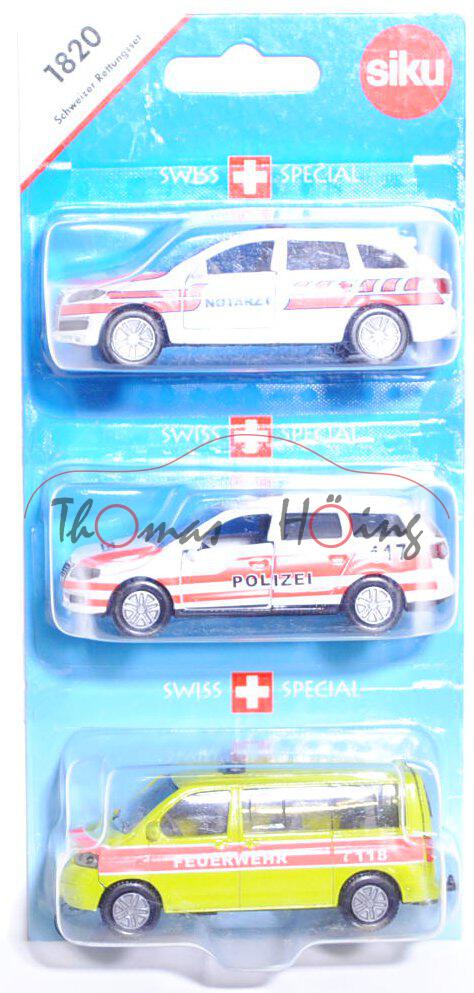 1820
Schweizer Rettungsset
siku
SWISS SPECIAL
NOTARZT
SWISS SPECIAL
Thomas Höing
117
POLIZEI
SWISS SPECIAL
FEUERWEHR 118